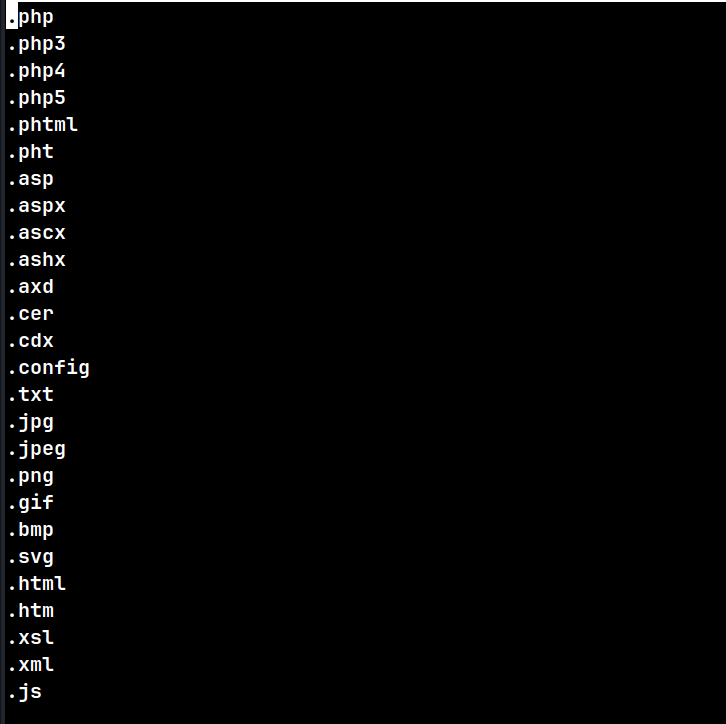 .php
.php3
.php4
.php5
.phtml
.pht
.asp
.aspx
.ascx
.ashx
.axd
.cer
.cdx
.config
.txt
.jpg
.jpeg
.png
.gif
.bmp
.svg
.html
.htm
.xsl
.xml
.js